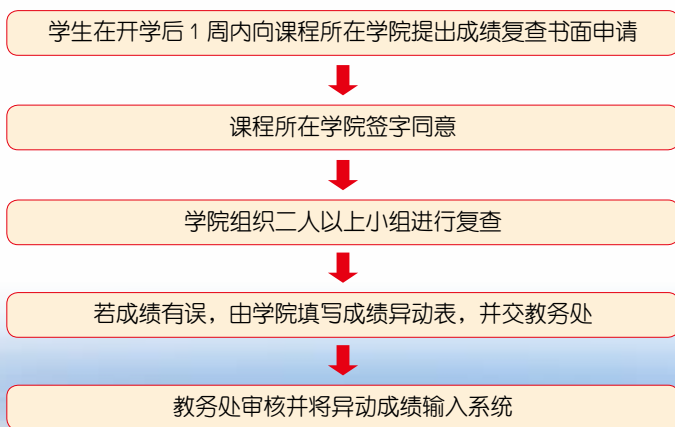 学生在开学后 1 周内向课程所在学院提出成绩复查书面申请
课程所在学院签字同意
学院组织二人以上小组进行复查
若成绩有误，由学院填写成绩异动表，并交教务处
教务处审核并将异动成绩输入系统